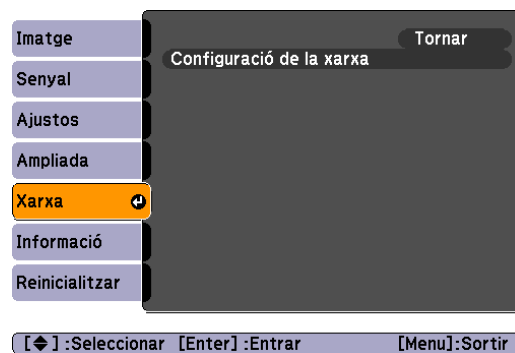 Imatge
Senyal
Ajustos
Ampliada
Xarxa
Informació
Reinicialitzar
Tornar
Configuració de la xarxa
[◆] :Seleccionar [Enter] :Entrar [Menu]:Sortir